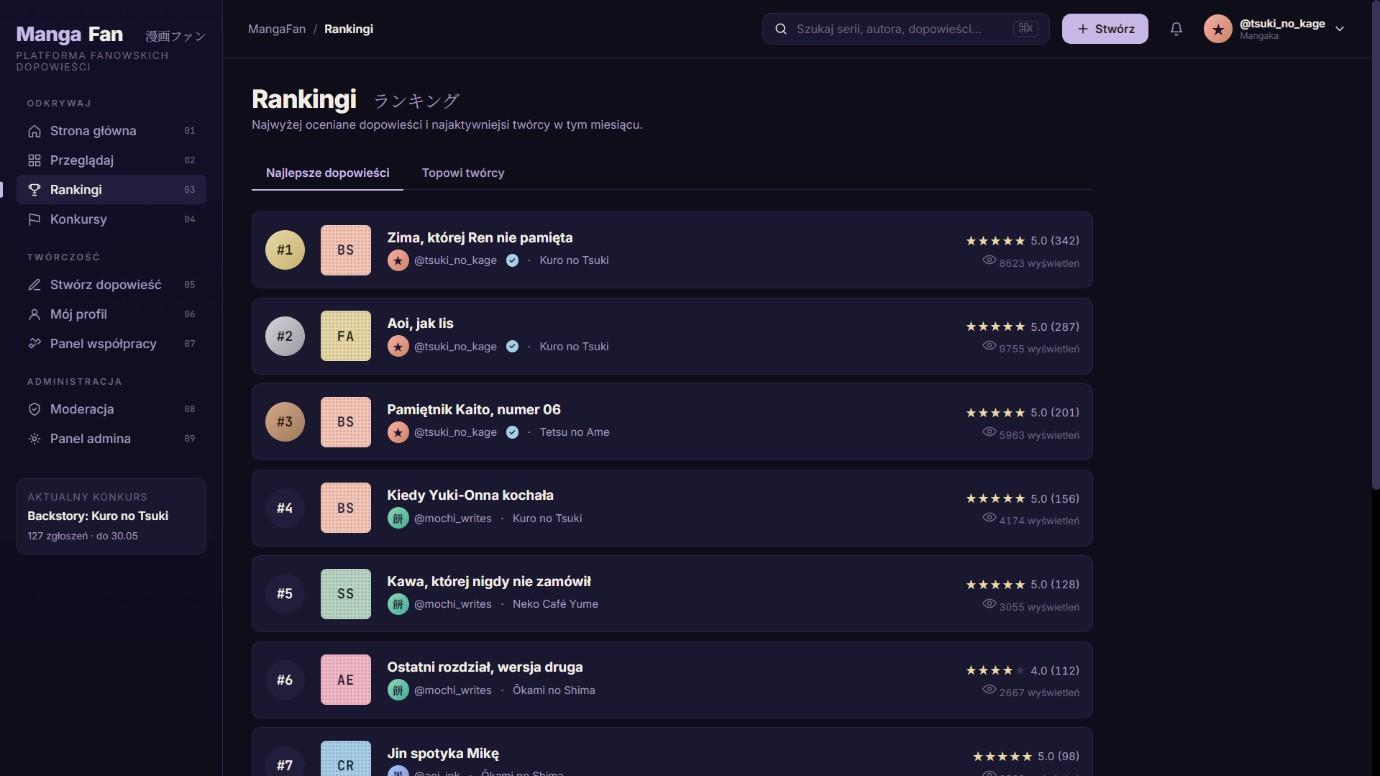 Manga Fan 漫画ファン
PLATFORMA FANOWSKICH
DOPOWIEŚCI
ODKRYWAJ
Strona główna 01
Przeglądaj 02
Rankingi 03
Konkursy 04
TWÓRCZOŚĆ
Stwórz dopowieść 05
Mój profil 06
Panel współpracy 07
ADMINISTRACJA
Moderacja 08
Panel admina 09
AKTUALNY KONKURS
Backstory: Kuro no Tsuki
127 zgłoszeń · do 30.05
MangaFan / Rankingi
Szukaj serii, autora, dopowieści... ⌘K
+ Stwórz
@tsuki_no_kage
Mangaka
Rankingi ランキング
Najwyżej oceniane dopowieści i najaktywniejsi twórcy w tym miesiącu.
Najlepsze dopowieści Topowi twórcy
#1 BS Zima, której Ren nie pamięta ★★★★★ 5.0 (342)
★ @tsuki_no_kage · Kuro no Tsuki 8623 wyświetleń
#2 FA Aoi, jak lis ★★★★★ 5.0 (287)
★ @tsuki_no_kage · Kuro no Tsuki 9755 wyświetleń
#3 BS Pamiętnik Kaito, numer 06 ★★★★★ 5.0 (201)
★ @tsuki_no_kage · Tetsu no Ame 5963 wyświetleń
#4 BS Kiedy Yuki-Onna kochała ★★★★★ 5.0 (156)
餅 @mochi_writes · Kuro no Tsuki 4174 wyświetleń
#5 SS Kawa, której nigdy nie zamówił ★★★★★ 5.0 (128)
餅 @mochi_writes · Neko Café Yume 3055 wyświetleń
#6 AE Ostatni rozdział, wersja druga ★★★★★ 4.0 (112)
餅 @mochi_writes · Ōkami no Shima 2667 wyświetleń
#7 CR Jin spotyka Mikę ★★★★★ 5.0 (98)